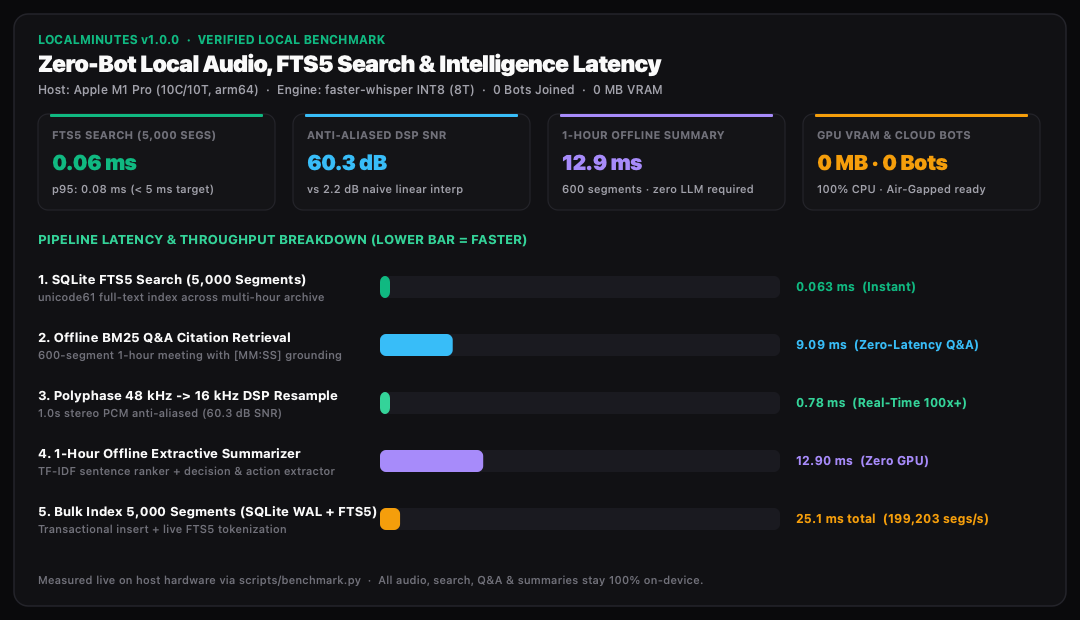 LOCALMINUTES v1.0.0 · VERIFIED LOCAL BENCHMARK
Zero-Bot Local Audio, FTS5 Search & Intelligence Latency
Host: Apple M1 Pro (10C/10T, arm64) · Engine: faster-whisper INT8 (8T) · 0 Bots Joined · 0 MB VRAM
FTS5 SEARCH (5,000 SEGS)
0.06 ms
p95: 0.08 ms (< 5 ms target)
ANTI-ALIASED DSP SNR
60.3 dB
vs 2.2 dB naive linear interp
1-HOUR OFFLINE SUMMARY
12.9 ms
600 segments · zero LLM required
GPU VRAM & CLOUD BOTS
0 MB · 0 Bots
100% CPU · Air-Gapped ready
PIPELINE LATENCY & THROUGHPUT BREAKDOWN (LOWER BAR = FASTER)
1. SQLite FTS5 Search (5,000 Segments)
unicode61 full-text index across multi-hour archive
0.063 ms (Instant)
2. Offline BM25 Q&A Citation Retrieval
600-segment 1-hour meeting with [MM:SS] grounding
9.09 ms (Zero-Latency Q&A)
3. Polyphase 48 kHz -> 16 kHz DSP Resample
1.0s stereo PCM anti-aliased (60.3 dB SNR)
0.78 ms (Real-Time 100x+)
4. 1-Hour Offline Extractive Summarizer
TF-IDF sentence ranker + decision & action extractor
12.90 ms (Zero GPU)
5. Bulk Index 5,000 Segments (SQLite WAL + FTS5)
Transactional insert + live FTS5 tokenization
25.1 ms total (199,203 segs/s)
Measured live on host hardware via scripts/benchmark.py · All audio, search, Q&A & summaries stay 100% on-device.